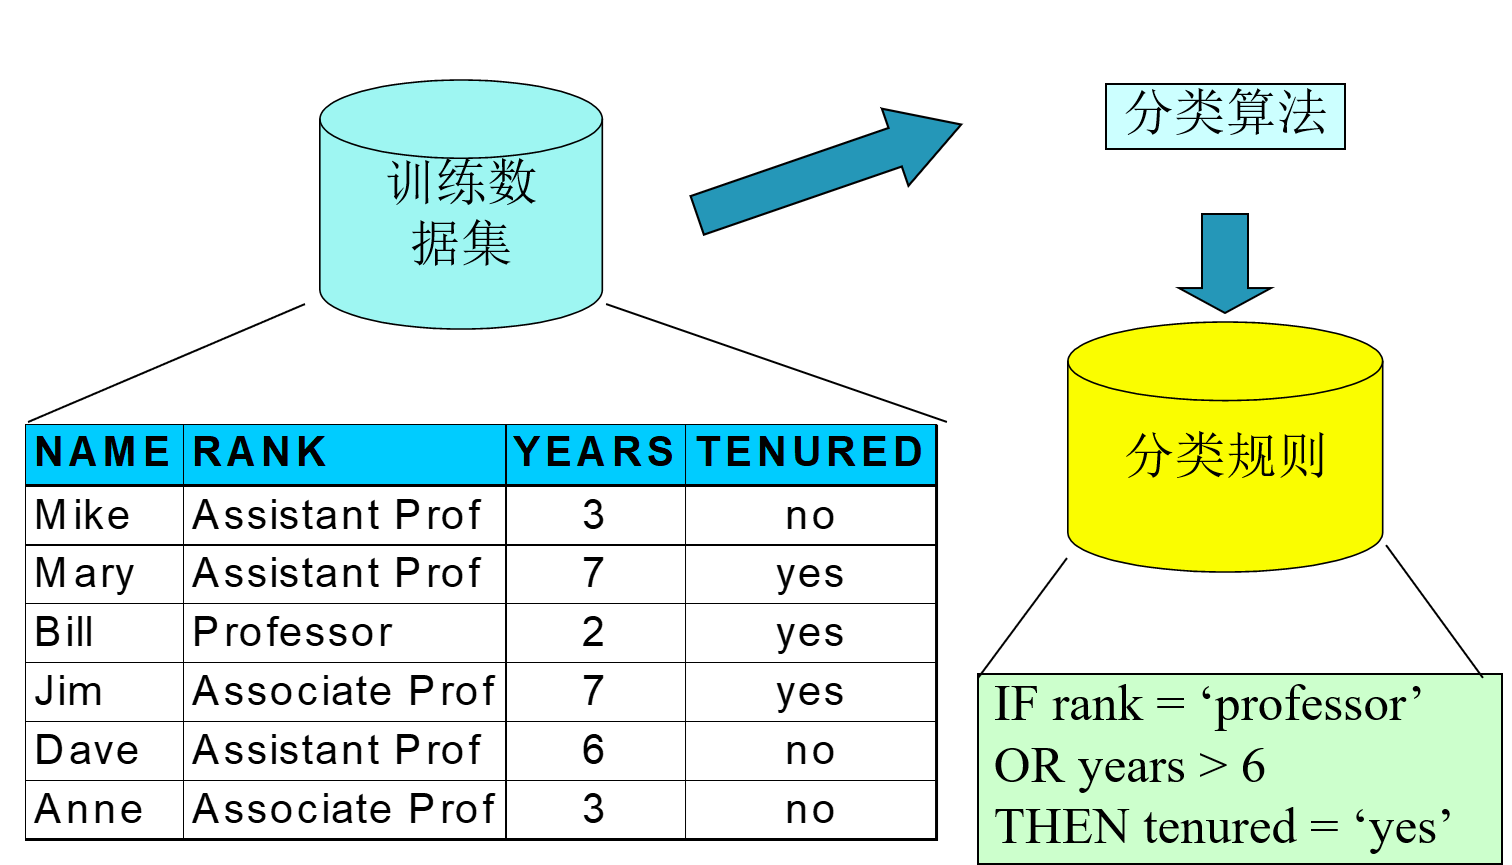 训练数
据集
分类算法
NAME RANK YEARS TENURED
Mike Assistant Prof 3 no
Mary Assistant Prof 7 yes
Bill Professor 2 yes
Jim Associate Prof 7 yes
Dave Assistant Prof 6 no
Anne Associate Prof 3 no
分类规则
IF rank = ‘professor’
OR years > 6
THEN tenured = ‘yes’